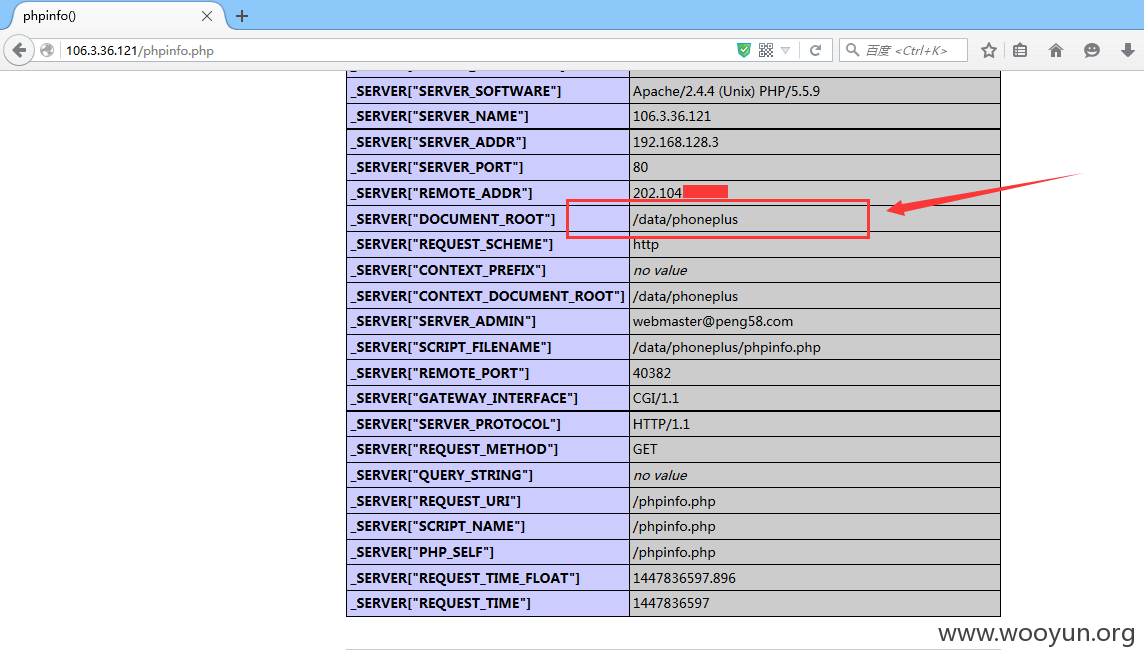 phpinfo()
106.3.36.121/phpinfo.php
百度 <Ctrl+K>
_SERVER["SERVER_SOFTWARE"] Apache/2.4.4 (Unix) PHP/5.5.9
_SERVER["SERVER_NAME"] 106.3.36.121
_SERVER["SERVER_ADDR"] 192.168.128.3
_SERVER["SERVER_PORT"] 80
_SERVER["REMOTE_ADDR"] 202.104
_SERVER["DOCUMENT_ROOT"] /data/phoneplus
_SERVER["REQUEST_SCHEME"] http
_SERVER["CONTEXT_PREFIX"] no value
_SERVER["CONTEXT_DOCUMENT_ROOT"] /data/phoneplus
_SERVER["SERVER_ADMIN"] webmaster@peng58.com
_SERVER["SCRIPT_FILENAME"] /data/phoneplus/phpinfo.php
_SERVER["REMOTE_PORT"] 40382
_SERVER["GATEWAY_INTERFACE"] CGI/1.1
_SERVER["SERVER_PROTOCOL"] HTTP/1.1
_SERVER["REQUEST_METHOD"] GET
_SERVER["QUERY_STRING"] no value
_SERVER["REQUEST_URI"] /phpinfo.php
_SERVER["SCRIPT_NAME"] /phpinfo.php
_SERVER["PHP_SELF"] /phpinfo.php
_SERVER["REQUEST_TIME_FLOAT"] 1447836597.896
_SERVER["REQUEST_TIME"] 1447836597
www.wooyun.org